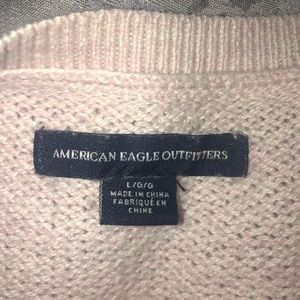 AMERICAN EAGLE OUTFITTERS
L/G/G
MADE IN CHINA
FABRIQUÉ EN
CHINE